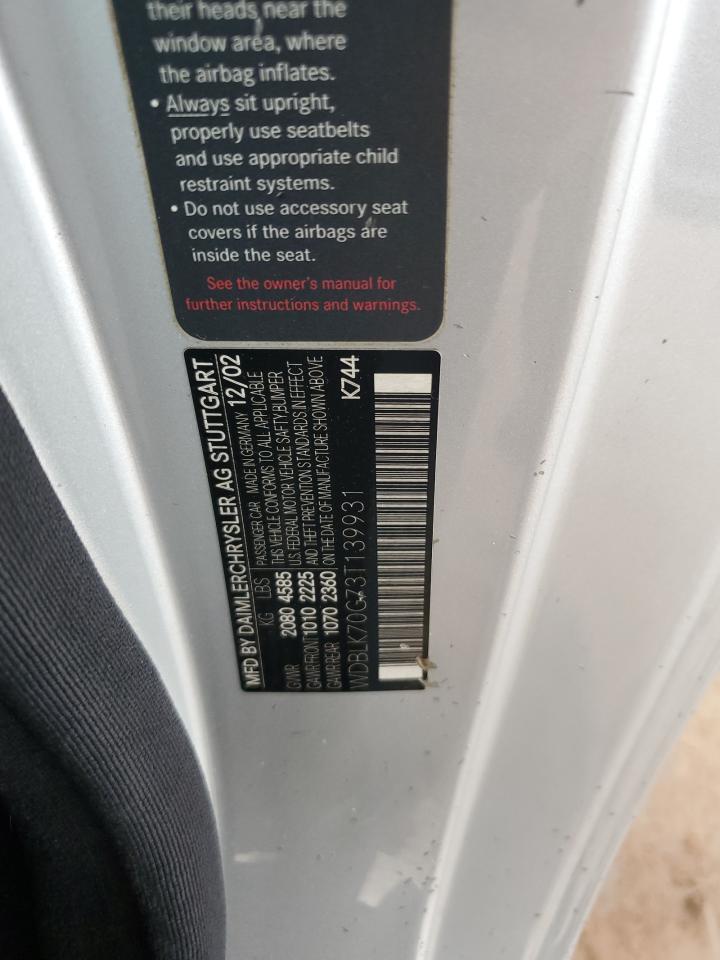 their heads near the
window area, where
the airbag inflates.
• Always sit upright,
properly use seatbelts
and use appropriate child
restraint systems.
• Do not use accessory seat
covers if the airbags are
inside the seat.
See the owner's manual for
further instructions and warnings.
MFD BY DAIMLERCHRYSLER AG STUTTGART
PASSENGER CAR MADE IN GERMANY 12/02
KG LBS THIS VEHICLE CONFORMS TO ALL APPLICABLE
GVWR 2080 4585 U.S. FEDERAL MOTOR VEHICLE SAFETY,BUMPER
GAWR FRONT 1010 2225 AND THEFT PREVENTION STANDARDS IN EFFECT
GAWR REAR 1070 2360 ON THE DATE OF MANUFACTURE SHOWN ABOVE
WDBLK70G73T139931 K744